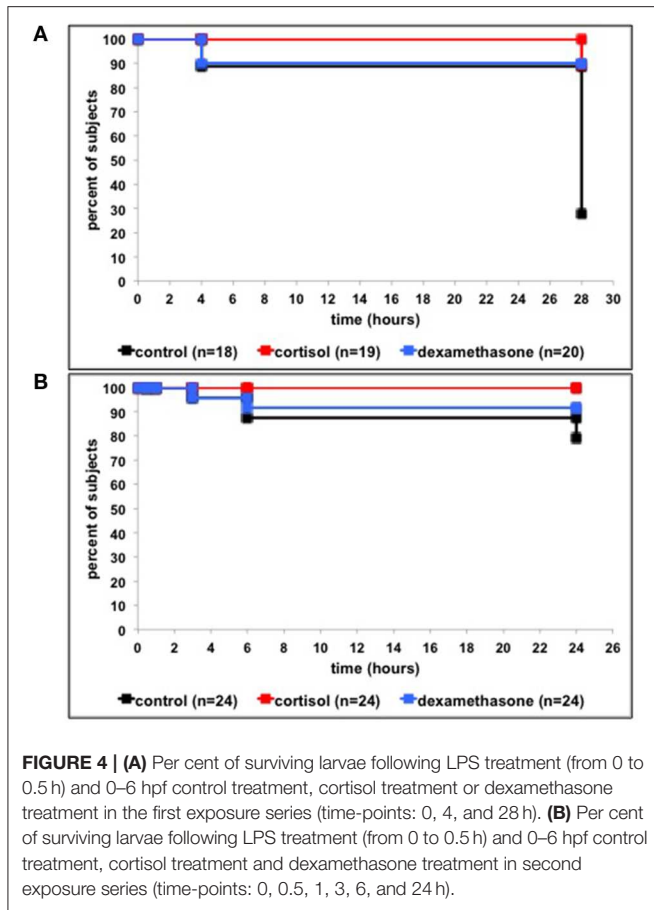 A
100
90
80
70
60
50
40
30
20
10
0
percent of subjects
0 2 4 6 8 10 12 14 16 18 20 22 24 26 28 30
time (hours)
control (n=18) cortisol (n=19) dexamethasone (n=20)
B
100
90
80
70
60
50
40
30
20
10
0
percent of subjects
0 2 4 6 8 10 12 14 16 18 20 22 24 26
time (hours)
control (n=24) cortisol (n=24) dexamethasone (n=24)
FIGURE 4 | (A) Per cent of surviving larvae following LPS treatment (from 0 to
0.5 h) and 0–6 hpf control treatment, cortisol treatment or dexamethasone
treatment in the first exposure series (time-points: 0, 4, and 28 h). (B) Per cent
of surviving larvae following LPS treatment (from 0 to 0.5 h) and 0–6 hpf control
treatment, cortisol treatment and dexamethasone treatment in second
exposure series (time-points: 0, 0.5, 1, 3, 6, and 24 h).